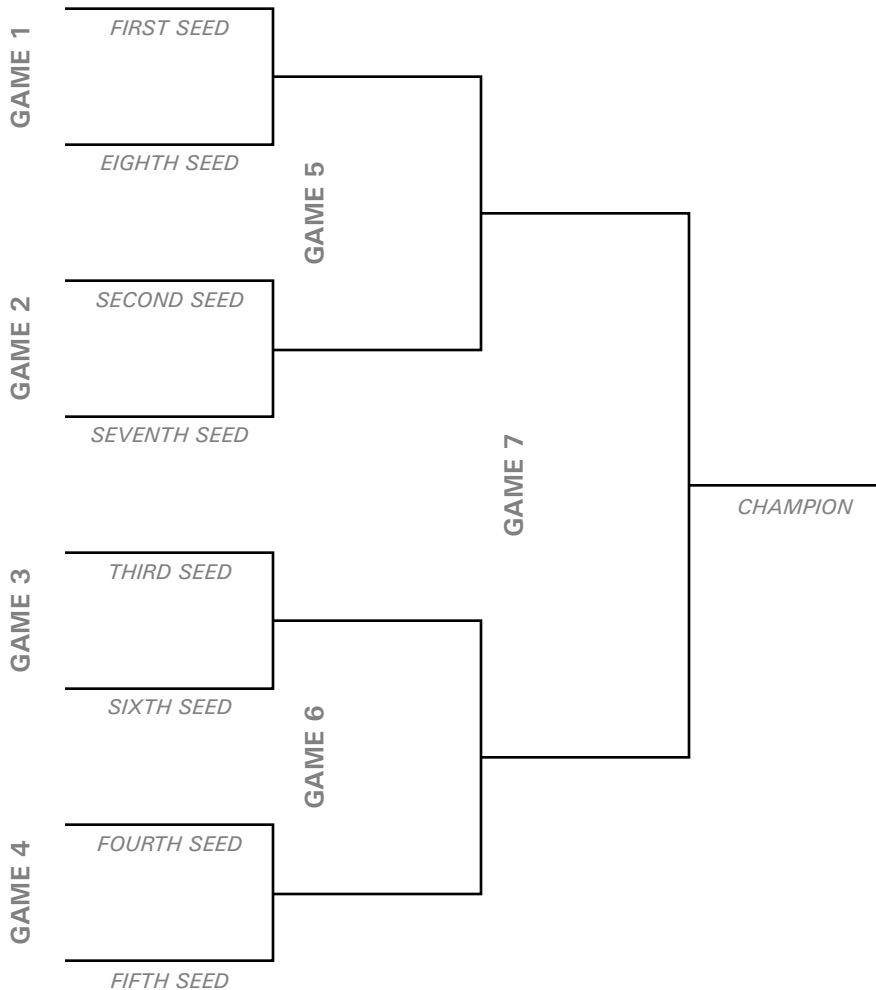 GAME 1
FIRST SEED
EIGHTH SEED
GAME 5
GAME 2
SECOND SEED
SEVENTH SEED
GAME 7
CHAMPION
GAME 3
THIRD SEED
SIXTH SEED
GAME 6
GAME 4
FOURTH SEED
FIFTH SEED